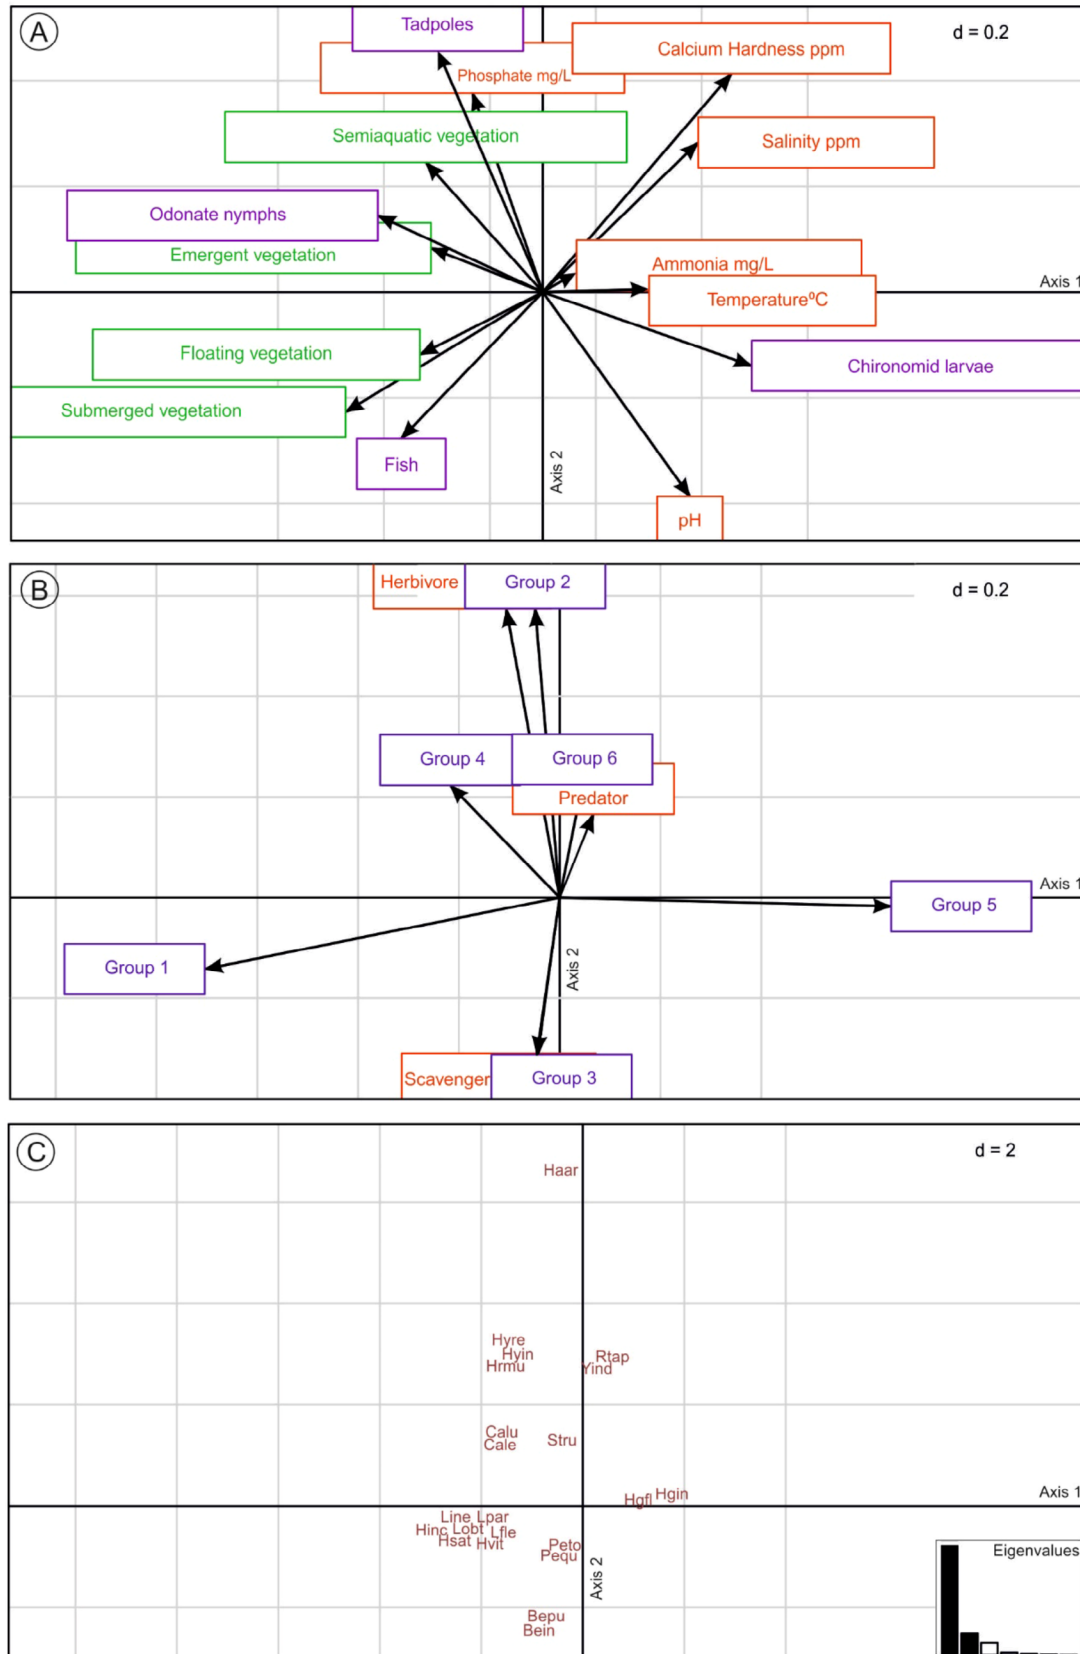 A
Tadpoles
d = 0.2
Calcium Hardness ppm
Phosphate mg/L
Semiaquatic vegetation
Salinity ppm
Odonate nymphs
Emergent vegetation
Ammonia mg/L
Axis 1
Temperature⁰C
Floating vegetation
Chironomid larvae
Submerged vegetation
Fish
Axis 2
pH
B
Herbivore
Group 2
d = 0.2
Group 4
Group 6
Predator
Axis 1
Group 5
Group 1
Axis 2
Scavenger
Group 3
C
d = 2
Haar
Hyre
Hyin
Hrmu
Rtap
Yind
Calu
Cale
Stru
Hgfl
Hgin
Axis 1
Line
Lpar
Hinc
Lobt
Lfle
Hsat
Hvit
Peto
Pequ
Axis 2
Eigenvalues
Bepu
Bein